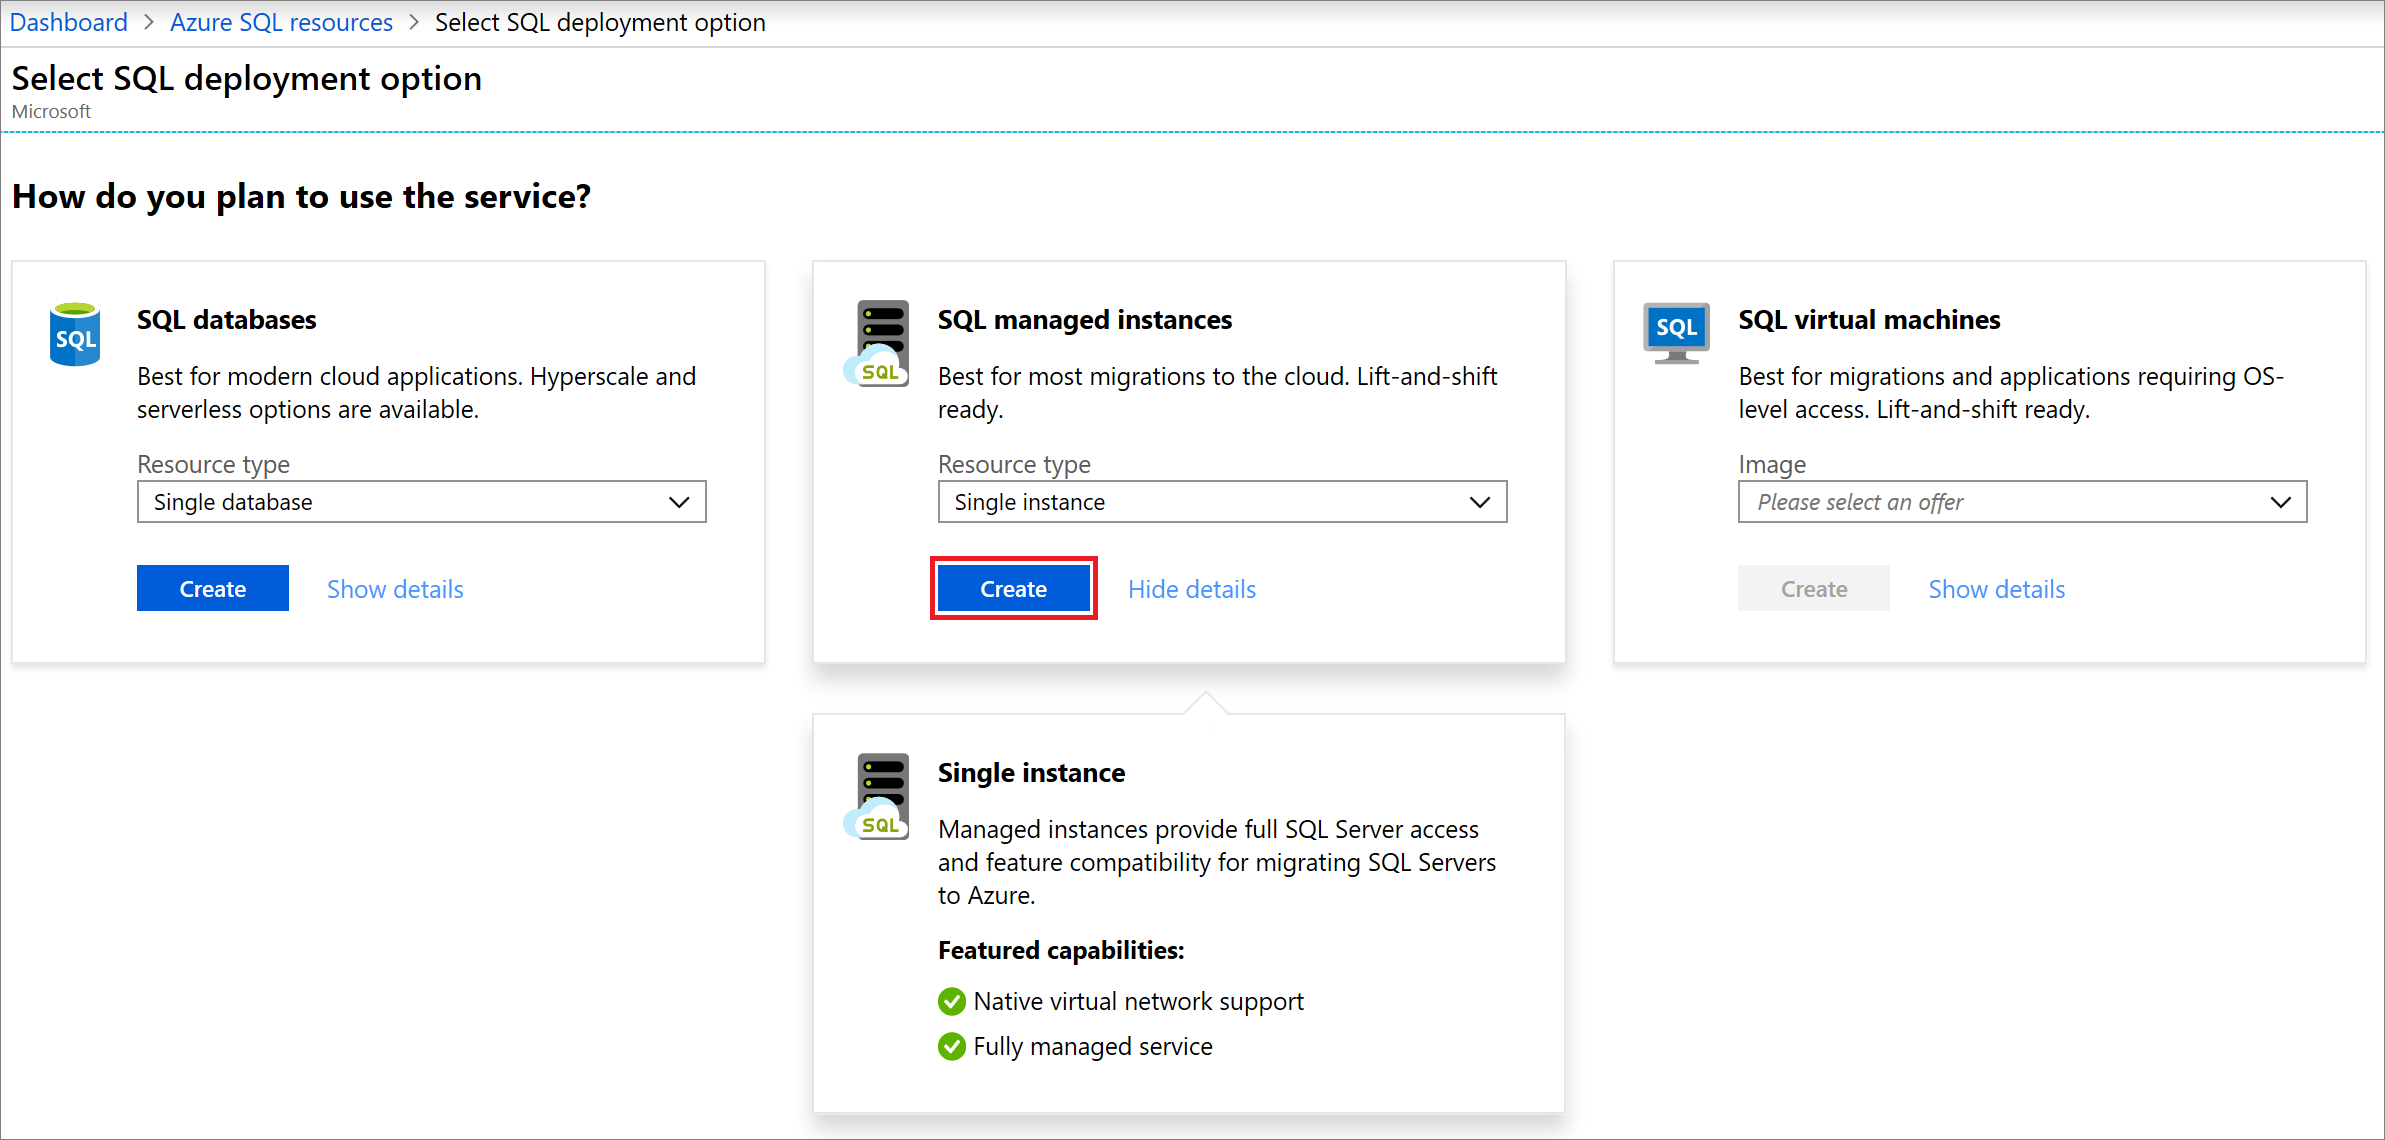 Dashboard > Azure SQL resources > Select SQL deployment option
Select SQL deployment option
Microsoft
How do you plan to use the service?
SQL
SQL databases
Best for modern cloud applications. Hyperscale and
serverless options are available.
Resource type
Single database
Create
Show details
SQL
SQL managed instances
Best for most migrations to the cloud. Lift-and-shift
ready.
Resource type
Single instance
Create
Hide details
SQL
SQL virtual machines
Best for migrations and applications requiring OS-
level access. Lift-and-shift ready.
Image
Please select an offer
Create
Show details
SQL
Single instance
Managed instances provide full SQL Server access
and feature compatibility for migrating SQL Servers
to Azure.
Featured capabilities:
Native virtual network support
Fully managed service